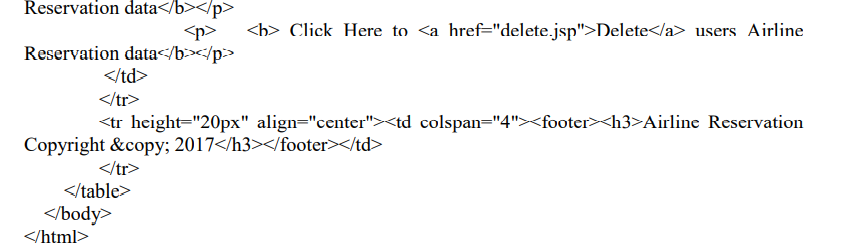 Reservation data</b></p>
<p> <b> Click Here to <a href="delete.jsp">Delete</a> users Airline
Reservation data</b></p>
</td>
</tr>
<tr height="20px" align="center"><td colspan="4"><footer><h3>Airline Reservation
Copyright &copy; 2017</h3></footer></td>
</tr>
</table>
</body>
</html>